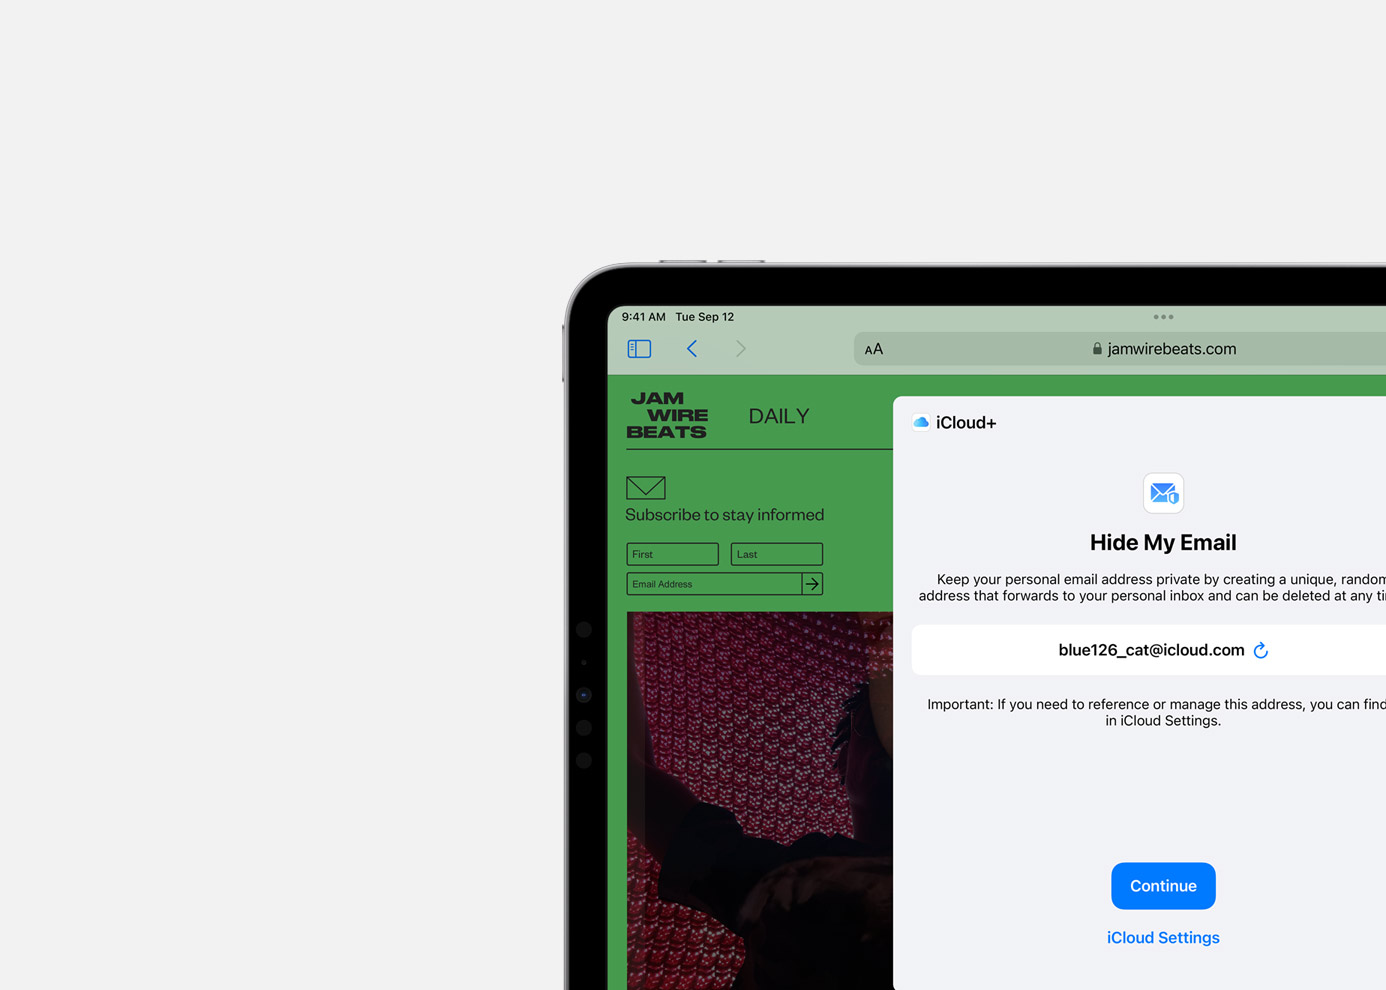 9:41 AM Tue Sep 12
AA
jamwirebeats.com
JAM
WIRE
BEATS
DAILY
Subscribe to stay informed
First
Last
Email Address
iCloud+
Hide My Email
Keep your personal email address private by creating a unique, random
address that forwards to your personal inbox and can be deleted at any
blue126_cat@icloud.com
Important: If you need to reference or manage this address, you can find
in iCloud Settings.
Continue
iCloud Settings